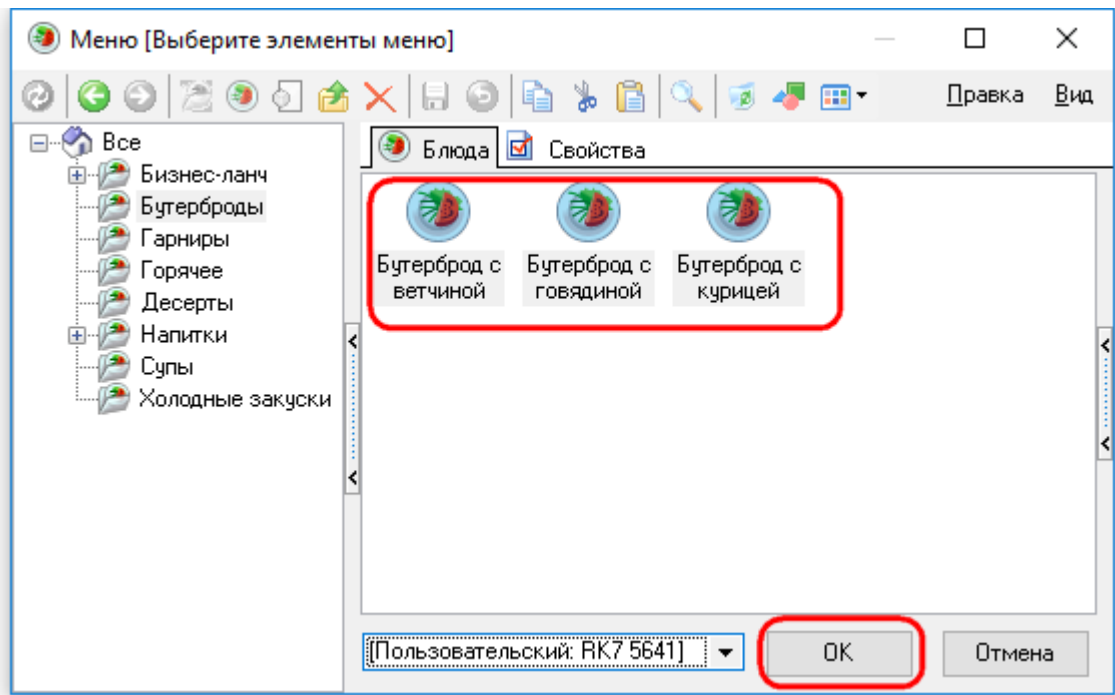 Меню [Выберите элементы меню]
Правка Вид
Все
Бизнес-ланч
Бутерброды
Гарниры
Горячее
Десерты
Напитки
Супы
Холодные закуски
Блюда Свойства
Бутерброд с ветчиной
Бутерброд с говядиной
Бутерброд с курицей
[Пользовательский: RK7 5641]
OK
Отмена